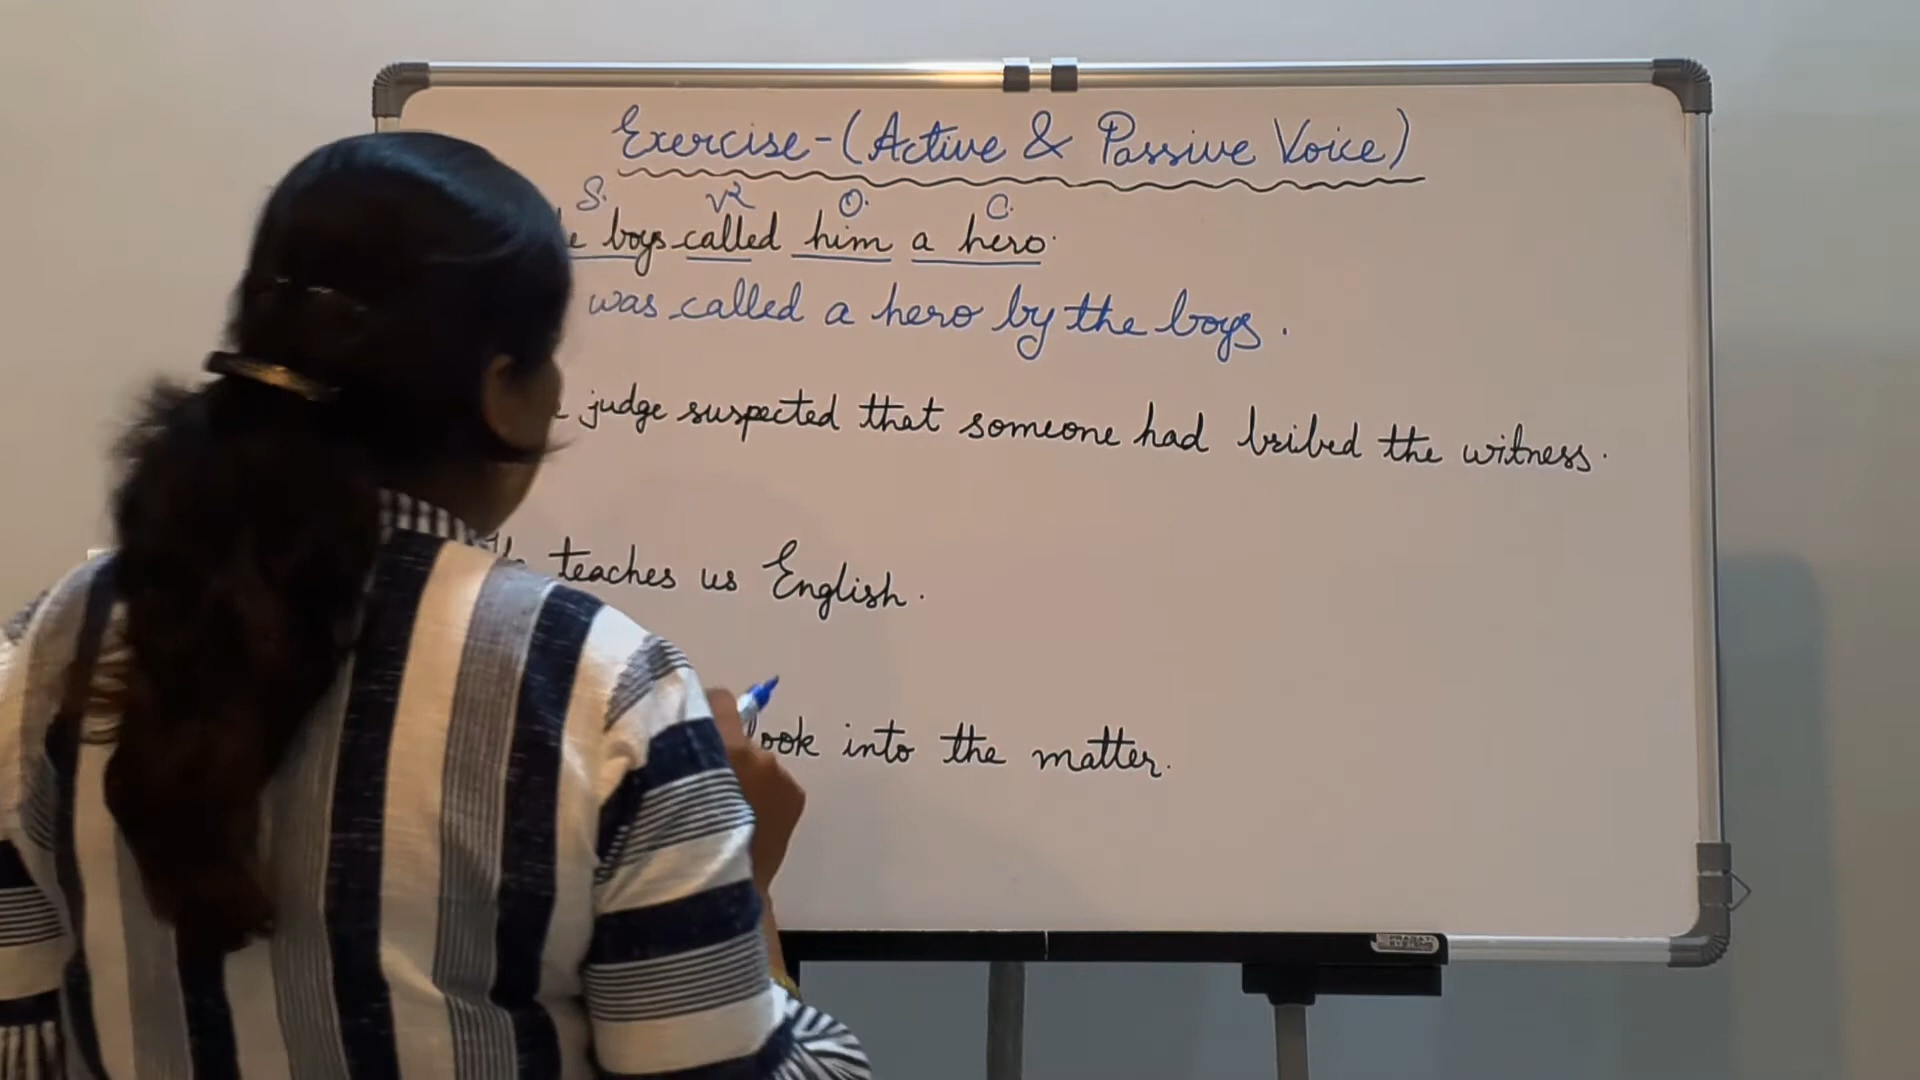 Exercise-(Active & Passive Voice)
S. V2 O. C.
boys called him a hero.
was called a hero by the boys.
judge suspected that someone had bribed the witness.
teaches us English.
look into the matter.